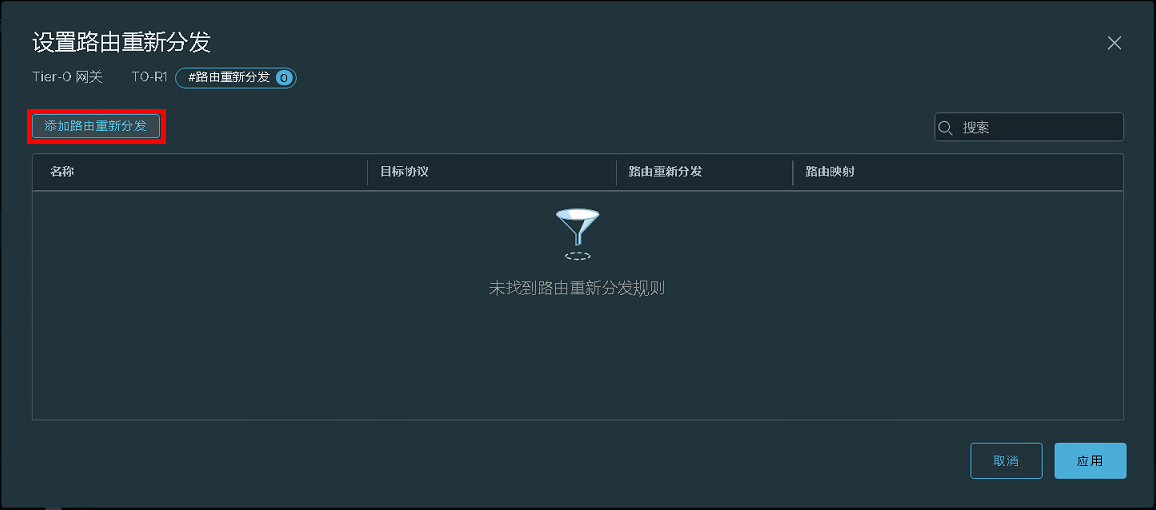 设置路由重新分发
Tier-0 网关 T0-R1 #路由重新分发 0
添加路由重新分发
搜索
名称 目标协议 路由重新分发 路由映射
未找到路由重新分发规则
取消 应用